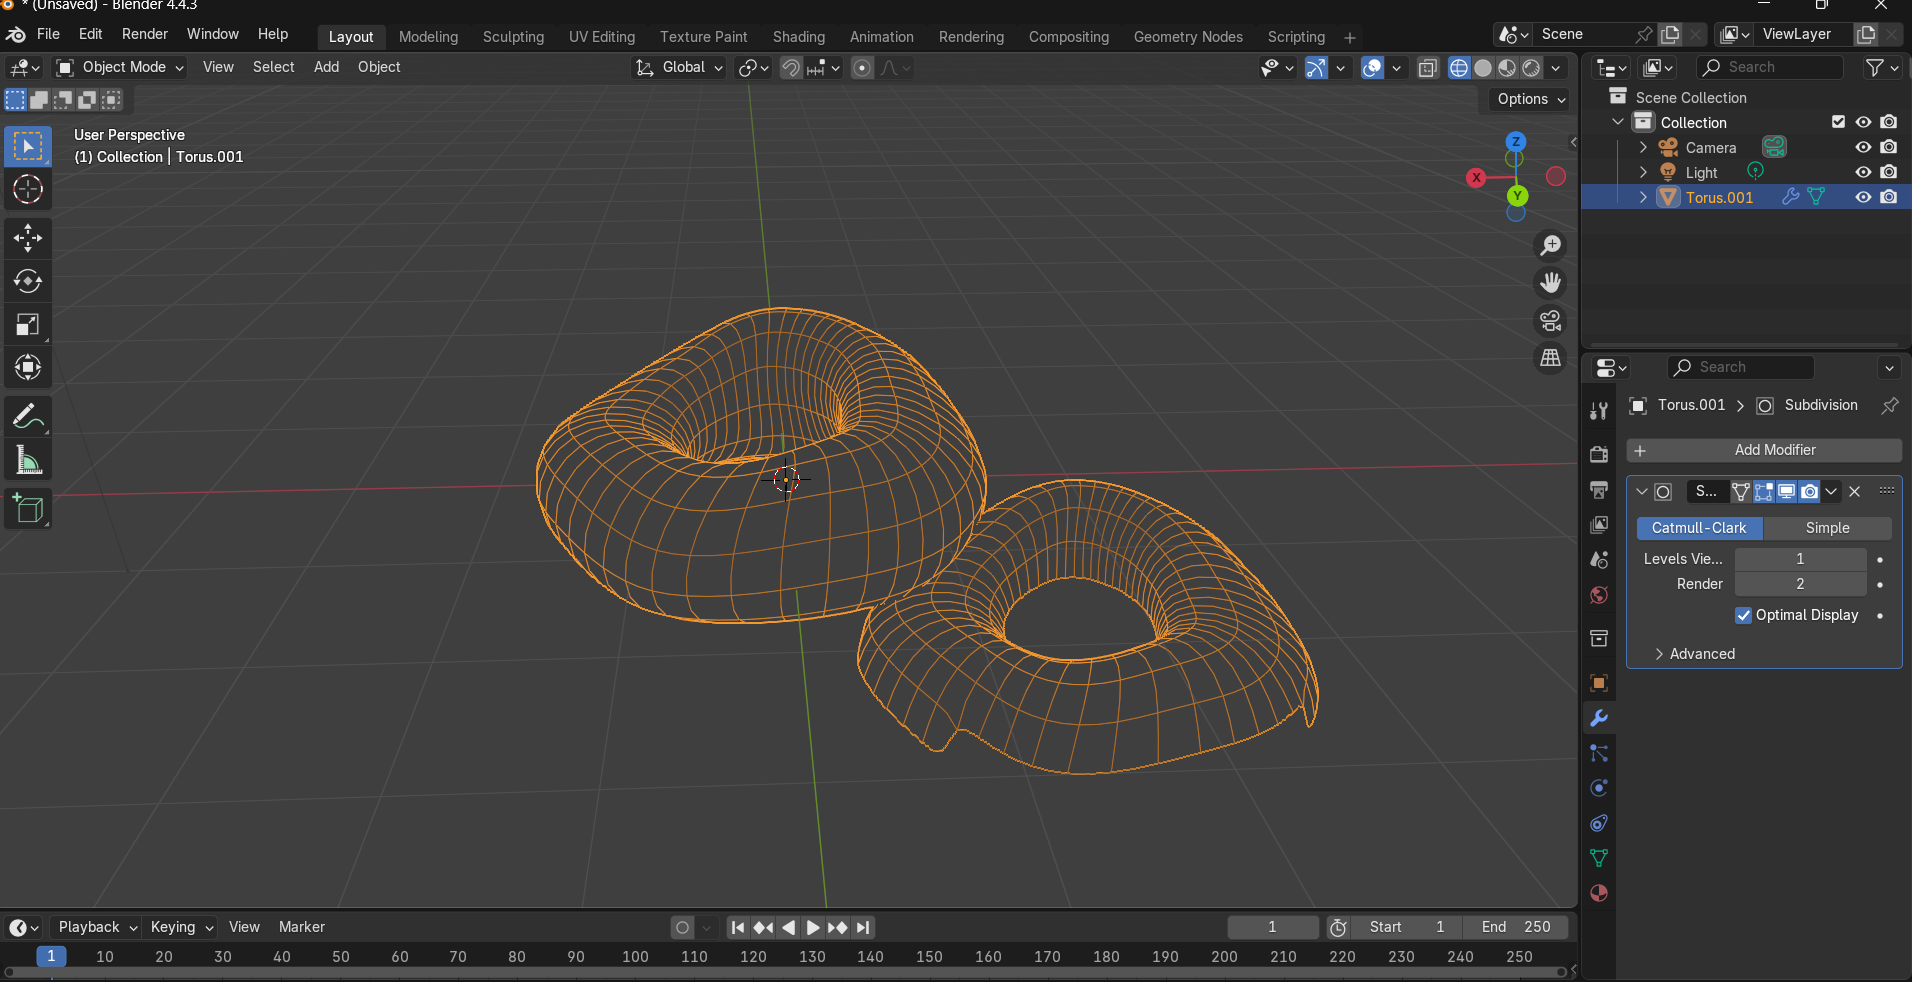 * (Unsaved) - Blender 4.4.3
File Edit Render Window Help Layout Modeling Sculpting UV Editing Texture Paint Shading Animation Rendering Compositing Geometry Nodes Scripting + Scene ViewLayer
Object Mode View Select Add Object Global Search
Options
Scene Collection
Collection
User Perspective
(1) Collection | Torus.001
Camera
Light
Torus.001
Z
X
Y
Search
Torus.001 > Subdivision
+ Add Modifier
S...
Catmull-Clark Simple
Levels Vie... 1
Render 2
Optimal Display
Advanced
Playback Keying View Marker 1 Start 1 End 250
1 10 20 30 40 50 60 70 80 90 100 110 120 130 140 150 160 170 180 190 200 210 220 230 240 250